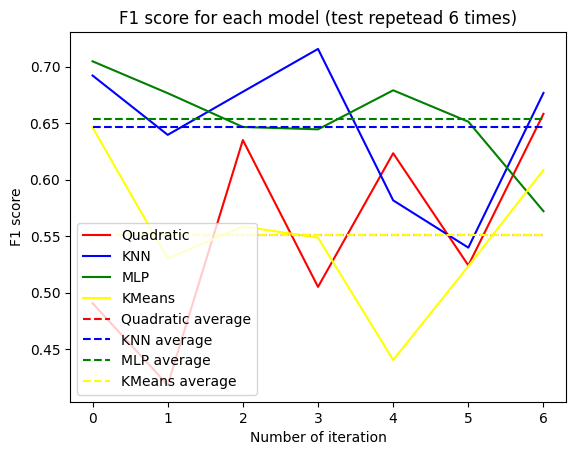 F1 score for each model (test repetead 6 times)
F1 score
0.70
0.65
0.60
0.55
0.50
0.45
Quadratic
KNN
MLP
KMeans
Quadratic average
KNN average
MLP average
KMeans average
0 1 2 3 4 5 6
Number of iteration